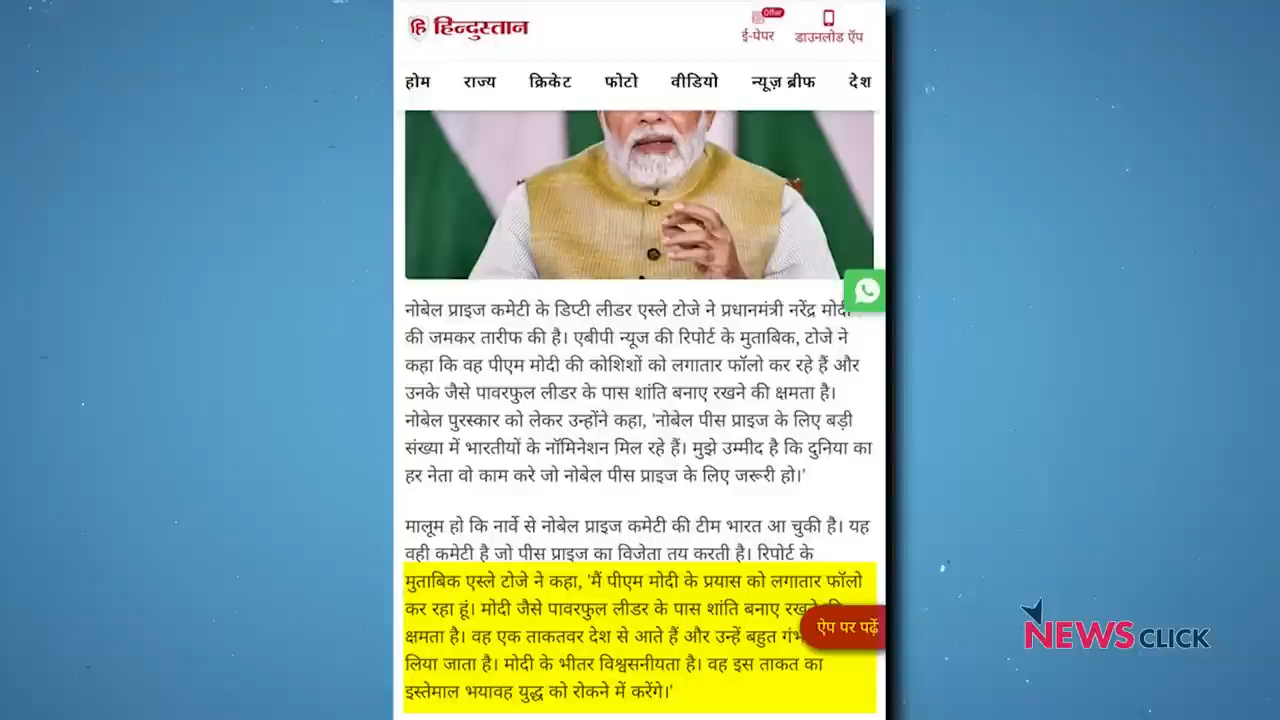 हि हिन्दुस्तान
Offer
ई-पेपर
डाउनलोड ऍप
होम राज्य क्रिकेट फोटो वीडियो न्यूज़ ब्रीफ देश
नोबेल प्राइज कमेटी के डिप्टी लीडर एस्ले टोजे ने प्रधानमंत्री नरेंद्र मोदी
की जमकर तारीफ की है। एबीपी न्यूज की रिपोर्ट के मुताबिक, टोजे ने
कहा कि वह पीएम मोदी की कोशिशों को लगातार फॉलो कर रहे हैं और
उनके जैसे पावरफुल लीडर के पास शांति बनाए रखने की क्षमता है।
नोबेल पुरस्कार को लेकर उन्होंने कहा, 'नोबेल पीस प्राइज के लिए बड़ी
संख्या में भारतीयों के नॉमिनेशन मिल रहे हैं। मुझे उम्मीद है कि दुनिया का
हर नेता वो काम करे जो नोबेल पीस प्राइज के लिए जरूरी हो।'
मालूम हो कि नार्वे से नोबेल प्राइज कमेटी की टीम भारत आ चुकी है। यह
वही कमेटी है जो पीस प्राइज का विजेता तय करती है। रिपोर्ट के
मुताबिक एस्ले टोजे ने कहा, 'मैं पीएम मोदी के प्रयास को लगातार फॉलो
कर रहा हूं। मोदी जैसे पावरफुल लीडर के पास शांति बनाए
क्षमता है। वह एक ताकतवर देश से आते हैं और उन्हें बहुत
ऐप पर पढ़ें
लिया जाता है। मोदी के भीतर विश्वसनीयता है। वह इस ताकत का
इस्तेमाल भयावह युद्ध को रोकने में करेंगे।'
NEWS CLICK